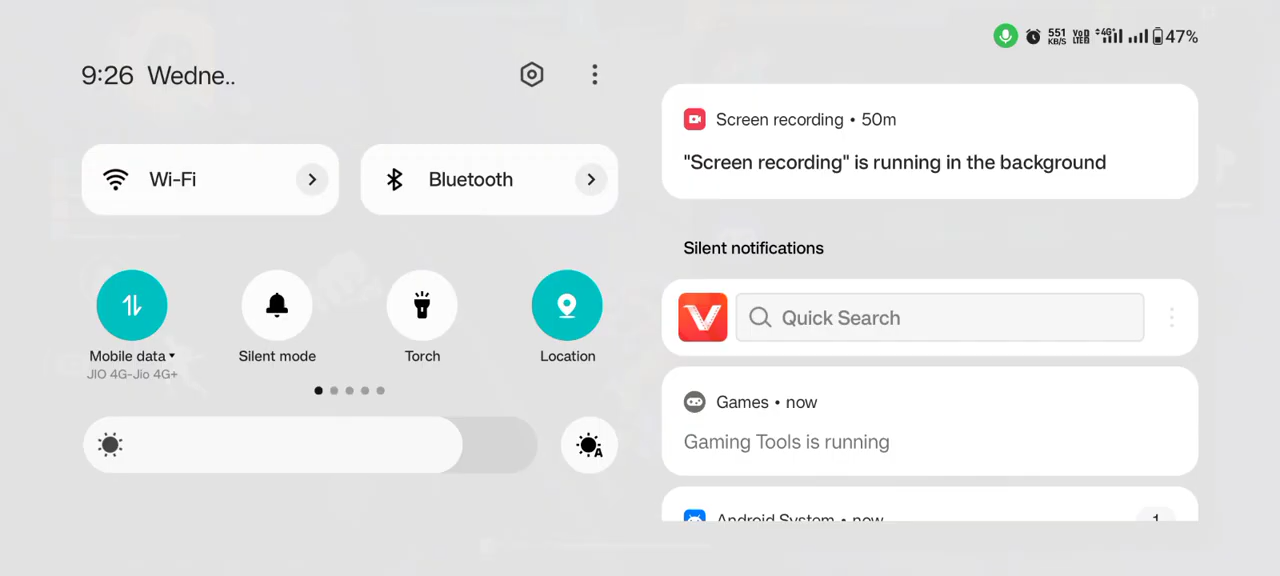 551
KB/S
VoD
LTED
4G
47%
9:26 Wedne..
Screen recording • 50m
"Screen recording" is running in the background
Wi-Fi
Bluetooth
Silent notifications
Quick Search
Mobile data
JIO 4G-Jio 4G+
Silent mode
Torch
Location
Games • now
Gaming Tools is running
A
Android System • now
1